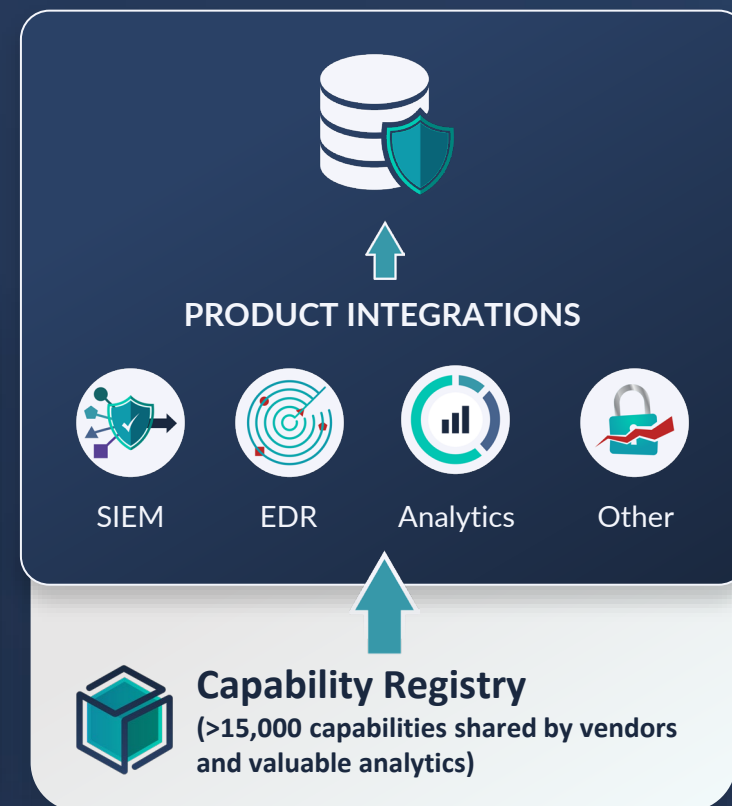 PRODUCT INTEGRATIONS
SIEM
EDR
Analytics
Other
Capability Registry
(>15,000 capabilities shared by vendors
and valuable analytics)